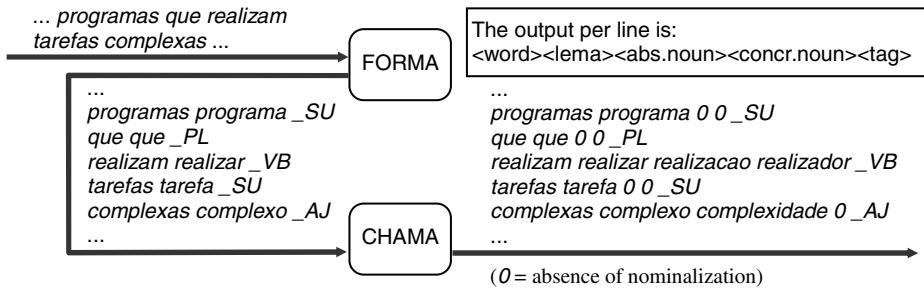 ... programas que realizam
tarefas complexas ...
FORMA
The output per line is:
<word><lema><abs.noun><concr.noun><tag>
...
programas programa _SU
que que _PL
realizam realizar _VB
tarefas tarefa _SU
complexas complexo _AJ
...
CHAMA
...
programas programa 0 0 _SU
que que 0 0 _PL
realizam realizar realizacao realizador _VB
tarefas tarefa 0 0 _SU
complexas complexo complexidade 0 _AJ
...
(0 = absence of nominalization)